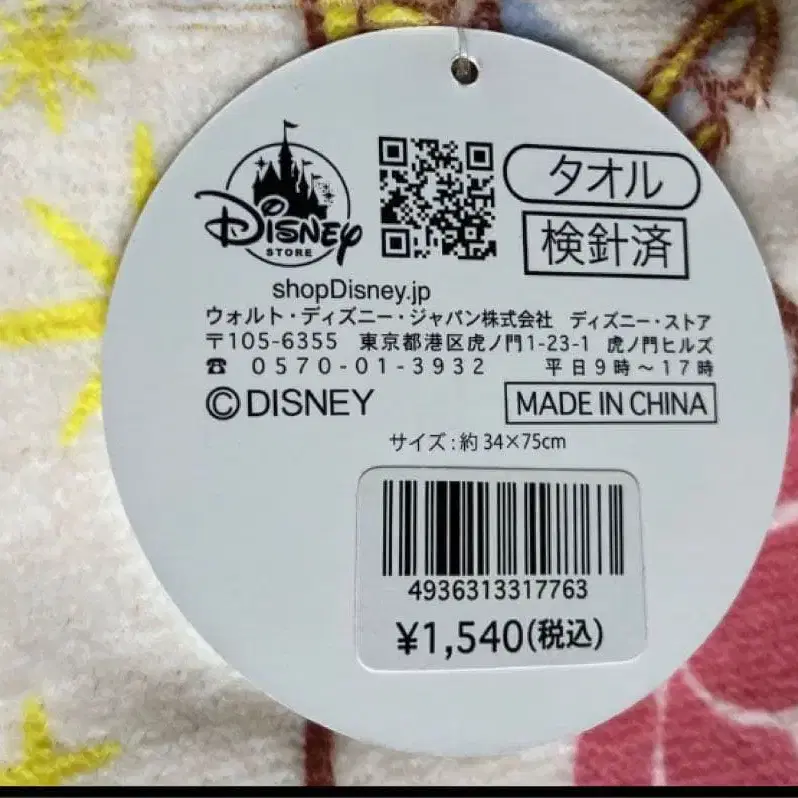 Disney
STORE
タオル
検針済
shopDisney.jp
ウォルト・ディズニー・ジャパン株式会社 ディズニー・ストア
〒105-6355 東京都港区虎ノ門1-23-1 虎ノ門ヒルズ
☎ 0570-01-3932 平日9時～17時
©DISNEY
MADE IN CHINA
サイズ:約 34×75cm
4936313317763
¥1,540(税込)